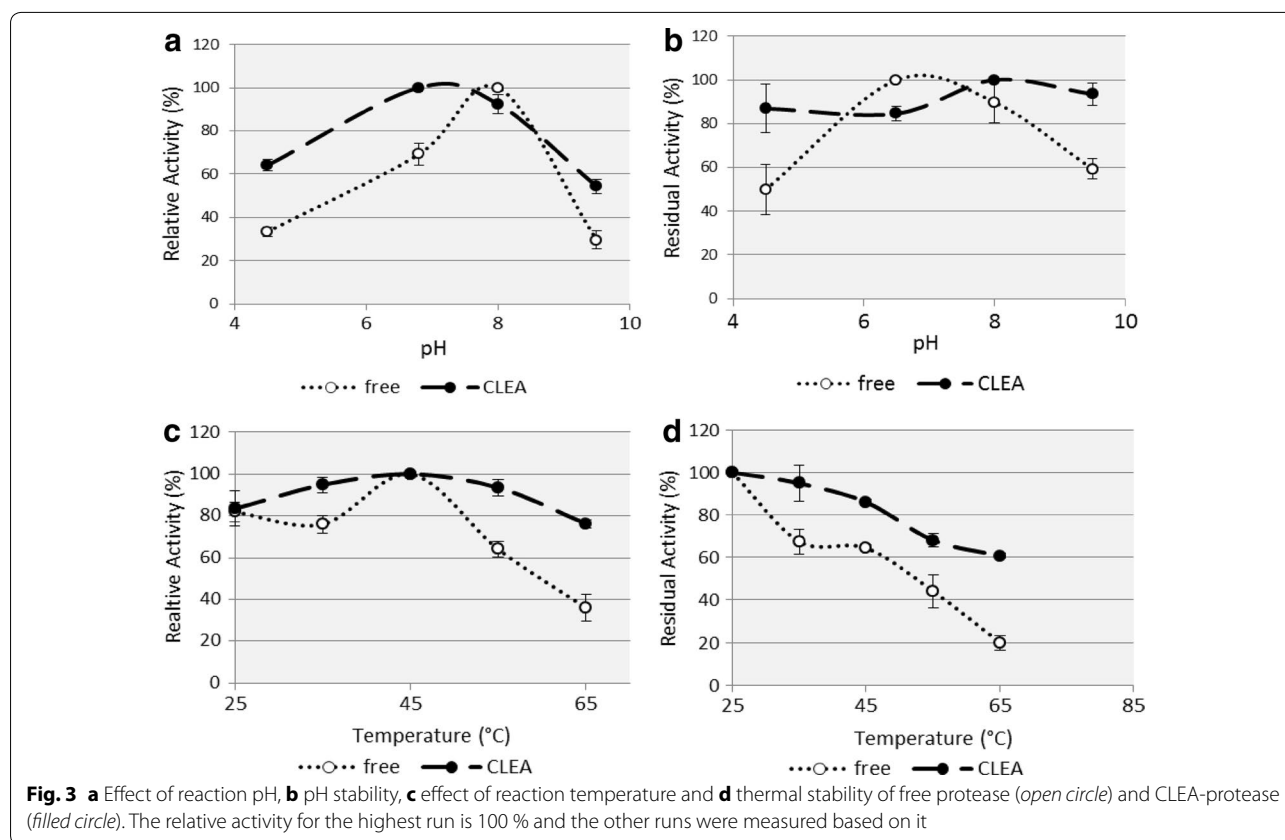 a
120
100
80
60
40
20
0
Relative Activity (%)
4 6 8 10
pH
free CLEA
b
120
100
80
60
40
20
0
Residual Activity (%)
4 6 8 10
pH
free CLEA
c
120
100
80
60
40
20
0
Realtive Activity (%)
25 45 65
Temperature (°C)
free CLEA
d
120
100
80
60
40
20
0
Residual Activity (%)
25 45 65 85
Temperature (°C)
free CLEA
Fig. 3 a Effect of reaction pH, b pH stability, c effect of reaction temperature and d thermal stability of free protease (open circle) and CLEA-protease
(filled circle). The relative activity for the highest run is 100 % and the other runs were measured based on it